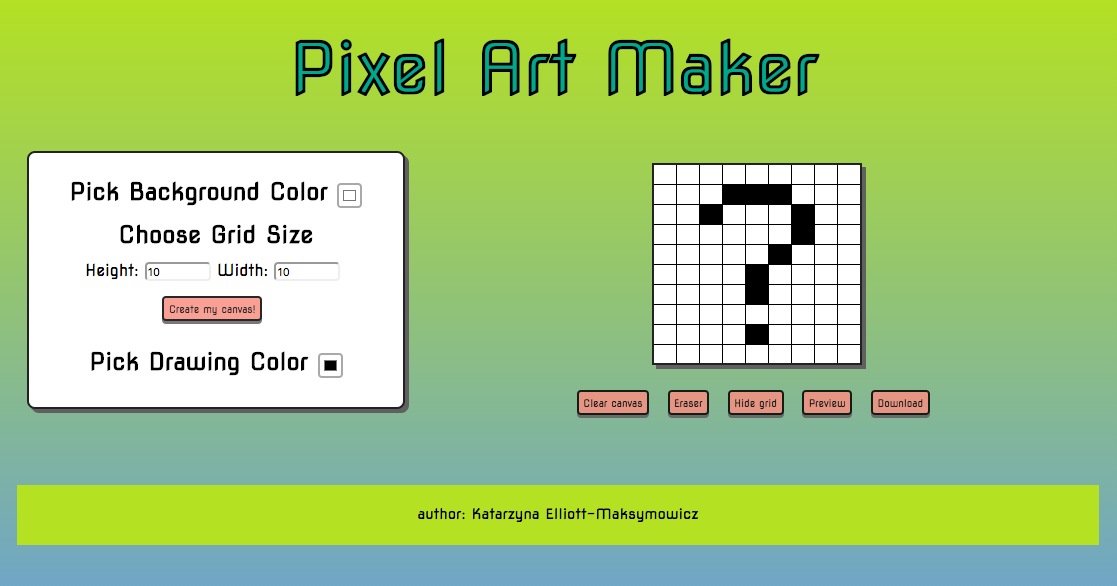 Pixel Art Maker
Pick Background Color
Choose Grid Size
Height: 10 Width: 10
Create my canvas!
Pick Drawing Color
Clear canvas Eraser Hide grid Preview Download
author: Katarzyna Elliott-Maksymowicz